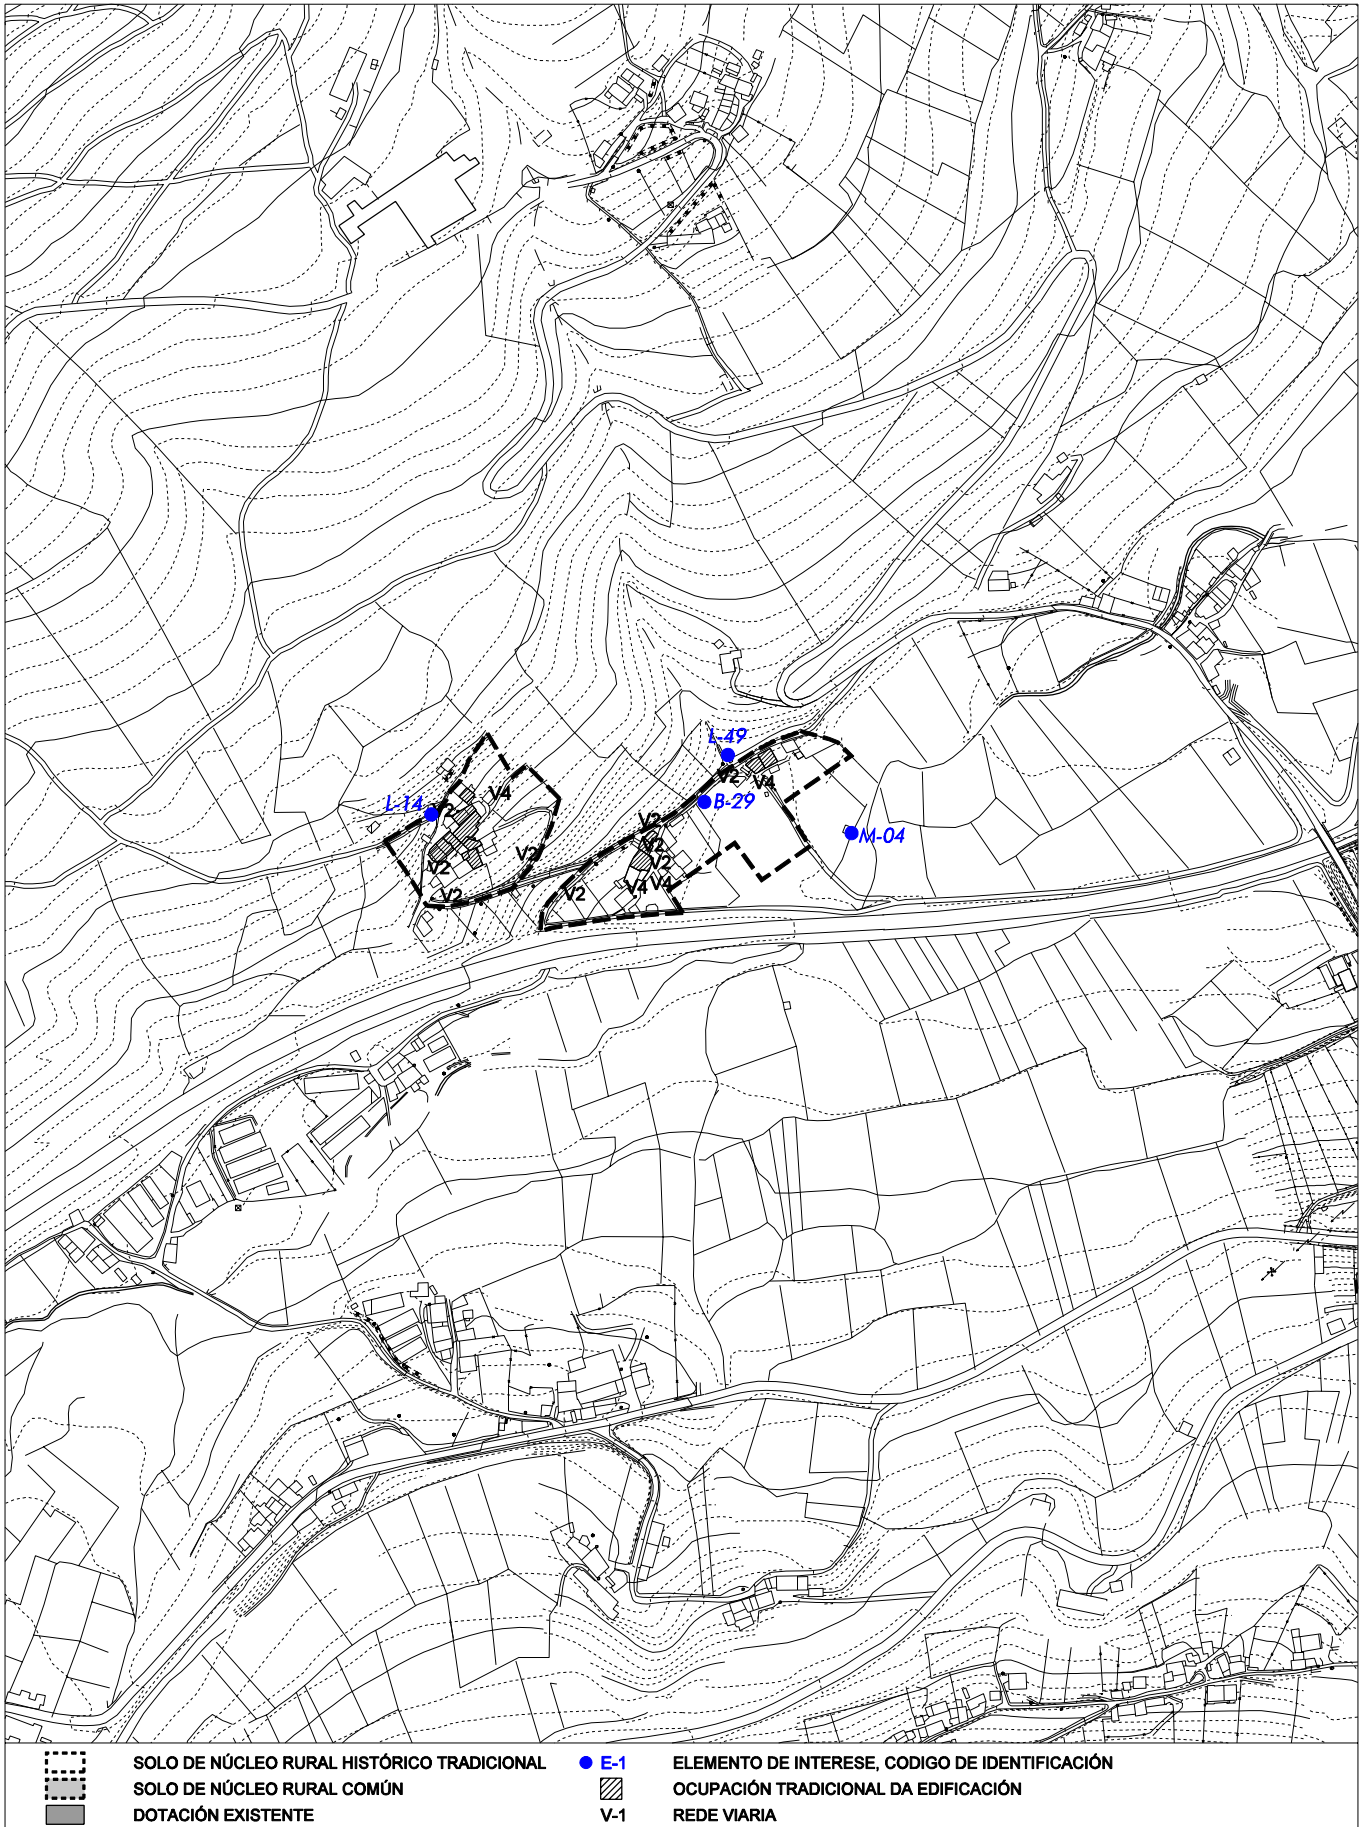 L-49
V2
V4
V4
L-14
V2
B-29
V2
M-04
V2
V2
V2
V2
V2
V4
V4
V2
V2
SOLO DE NÚCLEO RURAL HISTÓRICO TRADICIONAL
E-1 ELEMENTO DE INTERESE, CODIGO DE IDENTIFICACIÓN
SOLO DE NÚCLEO RURAL COMÚN
OCUPACIÓN TRADICIONAL DA EDIFICACIÓN
DOTACIÓN EXISTENTE
V-1 REDE VIARIA